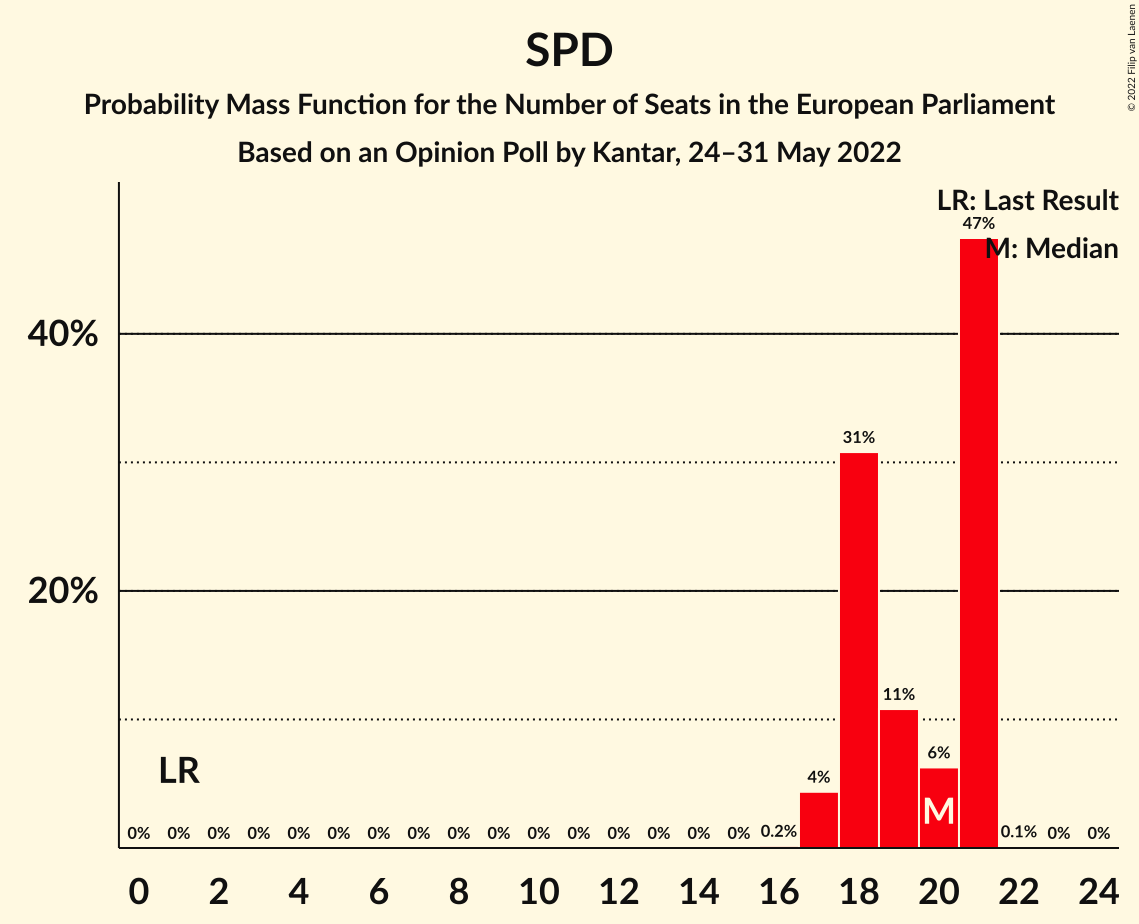 SPD
Probability Mass Function for the Number of Seats in the European Parliament
Based on an Opinion Poll by Kantar, 24–31 May 2022
© 2022 Filip van Laenen
LR: Last Result
M: Median
47%
40%
31%
20%
11%
6%
4%
LR
M
0% 0% 0% 0% 0% 0% 0% 0% 0% 0% 0% 0% 0% 0% 0% 0% 0.2% 0.1% 0% 0%
0 2 4 6 8 10 12 14 16 18 20 22 24